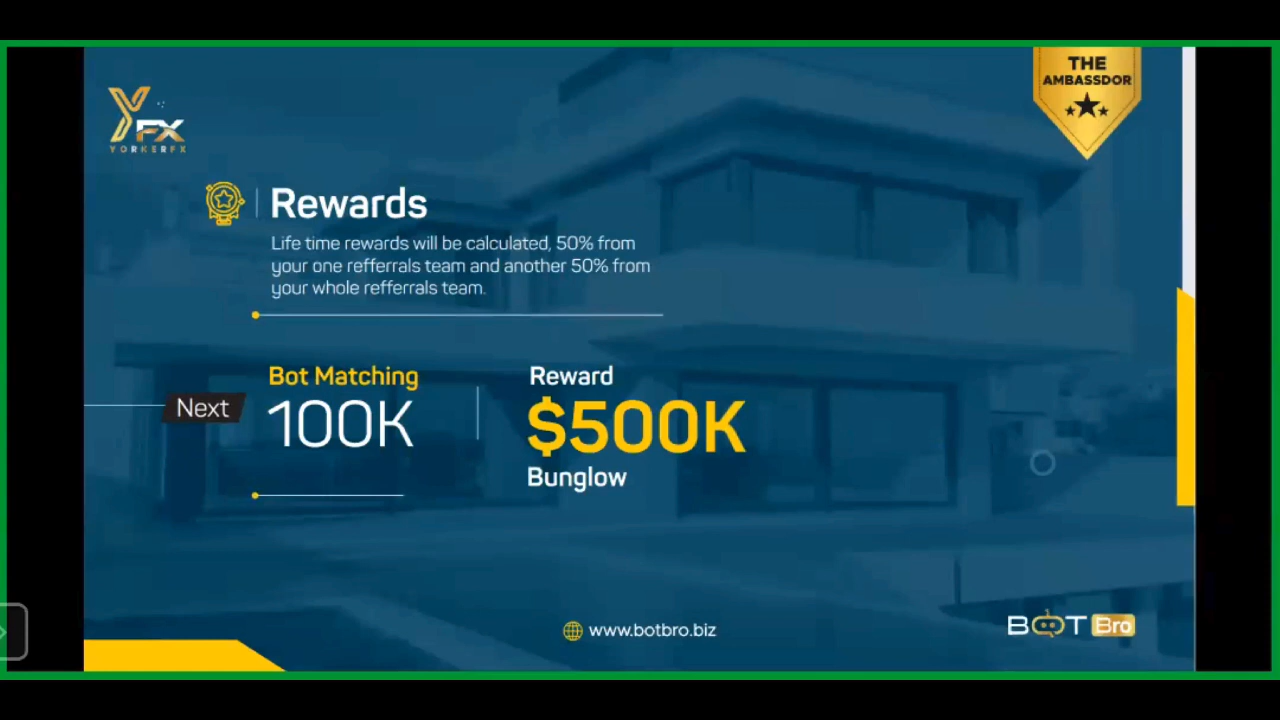 THE
AMBASSDOR
YFX
YORKERFX
Rewards
Life time rewards will be calculated, 50% from
your one refferrals team and another 50% from
your whole refferrals team.
Next
Bot Matching
100K
Reward
$500K
Bunglow
www.botbro.biz
BOT Bro